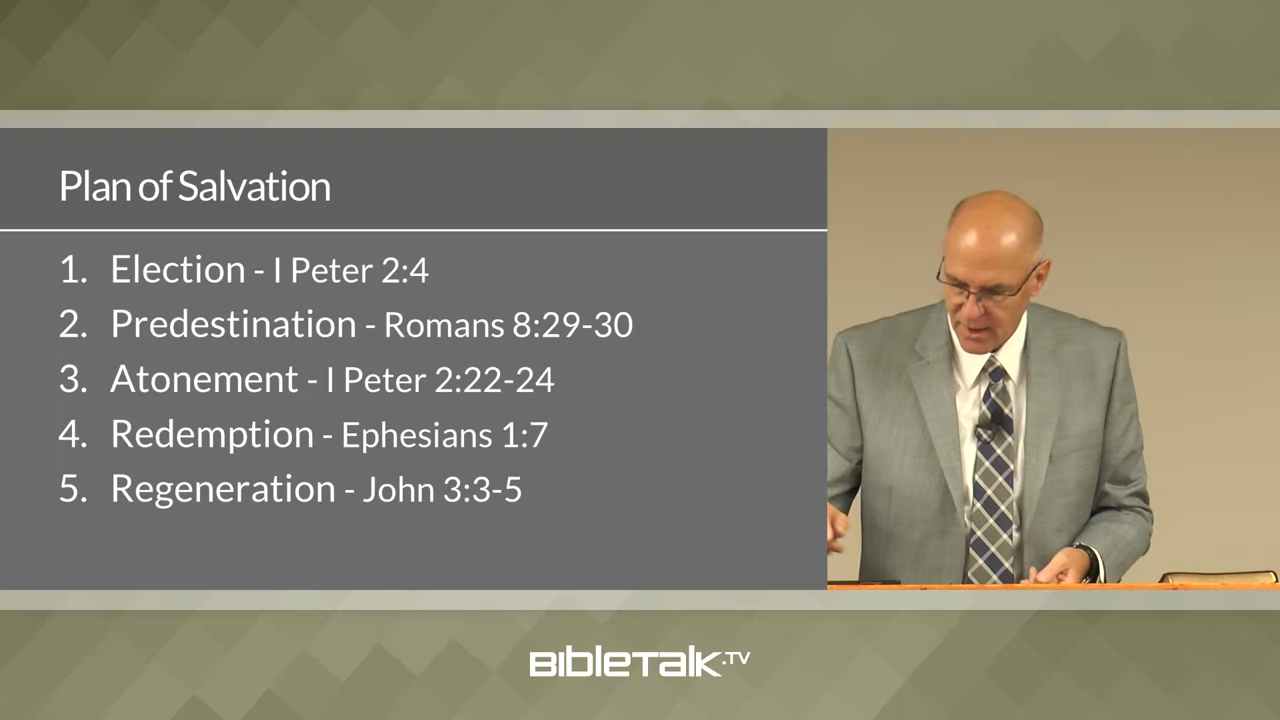 Plan of Salvation
1. Election - I Peter 2:4
2. Predestination - Romans 8:29-30
3. Atonement - I Peter 2:22-24
4. Redemption - Ephesians 1:7
5. Regeneration - John 3:3-5
BibleTalk.TV